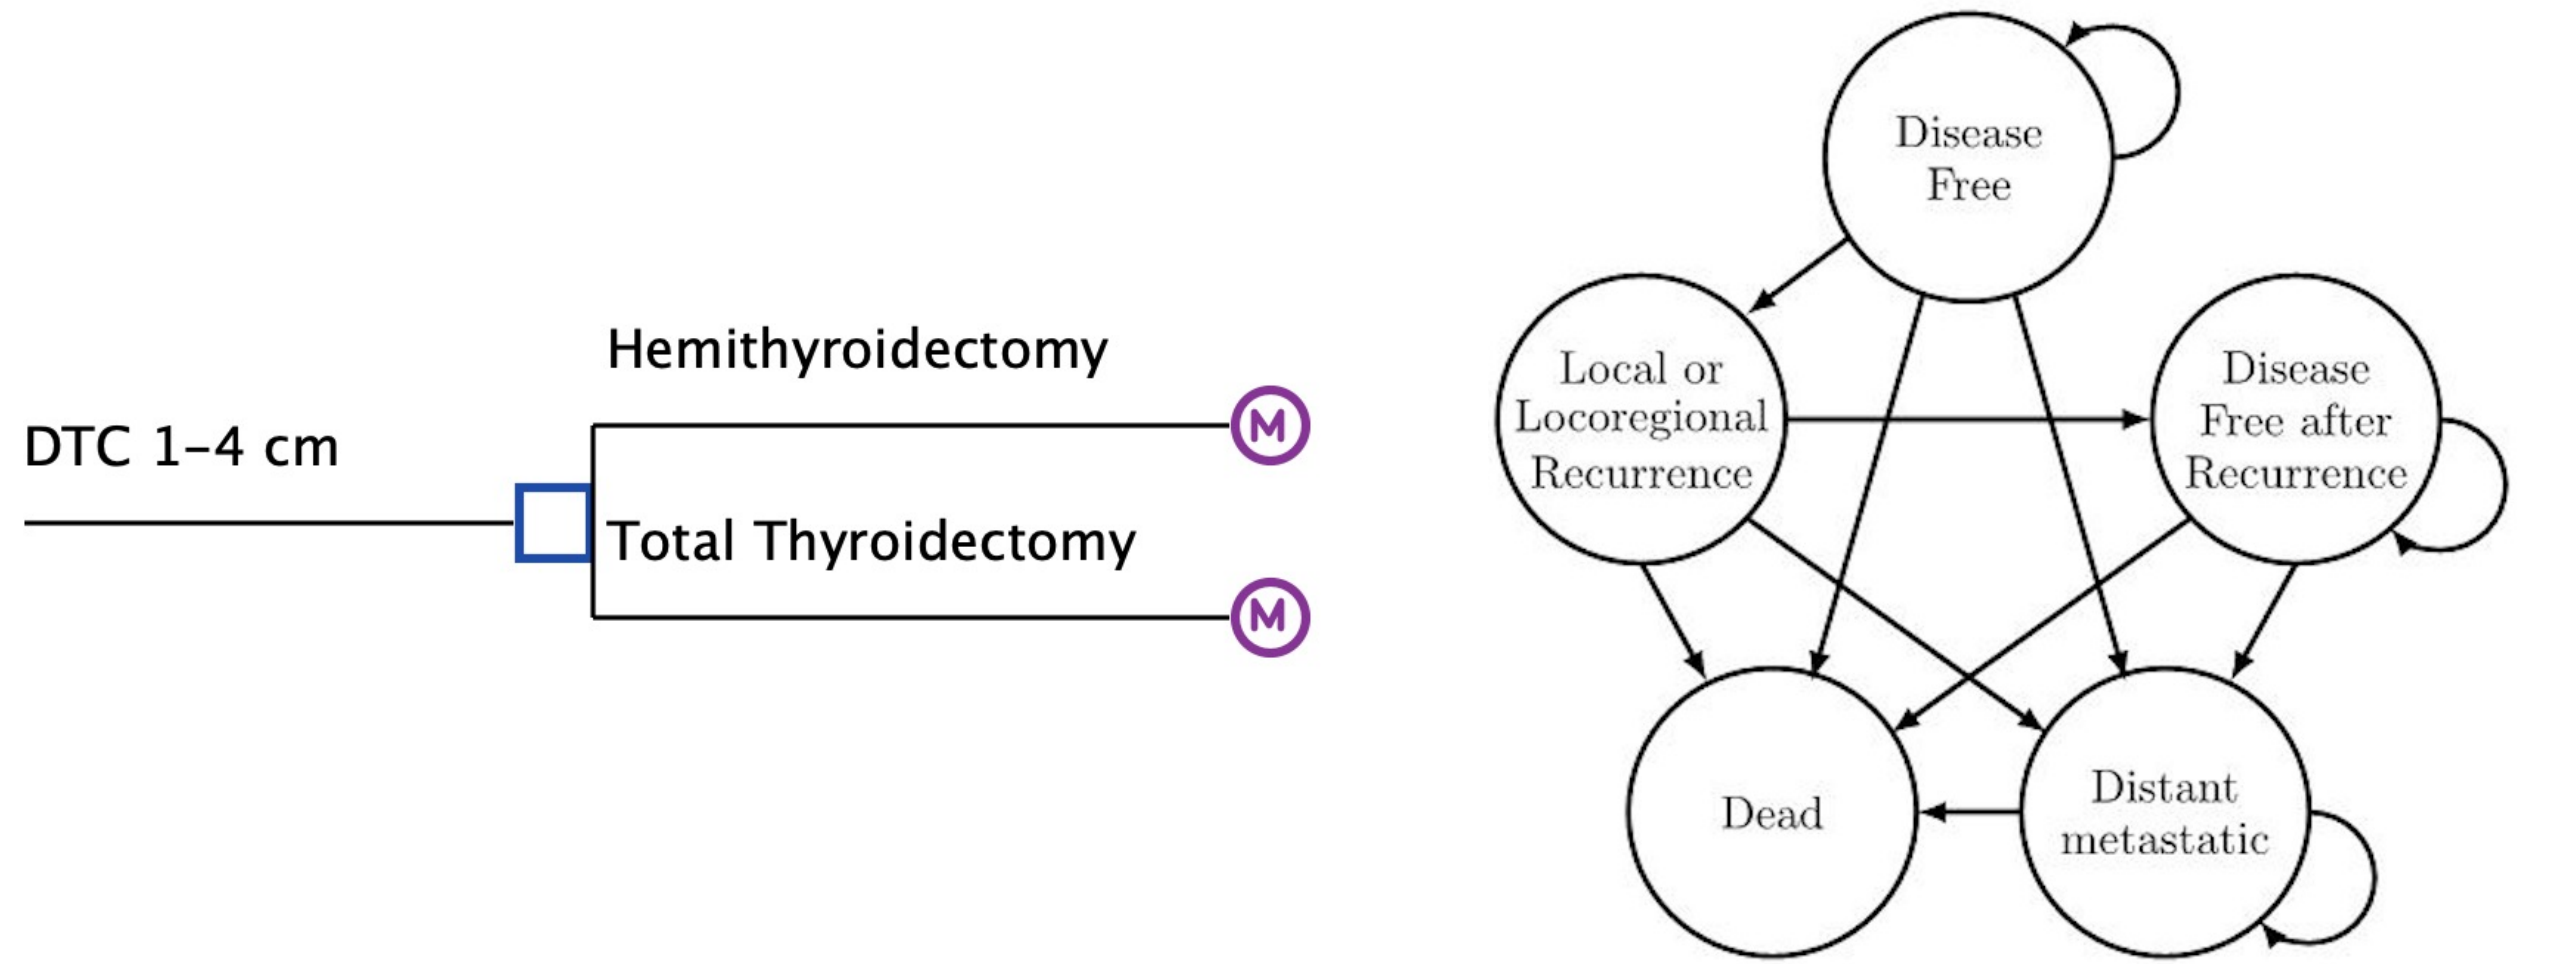 DTC 1–4 cm
Hemithyroidectomy
M
Total Thyroidectomy
M
Disease
Free
Local or
Locoregional
Recurrence
Disease
Free after
Recurrence
Dead
Distant
metastatic